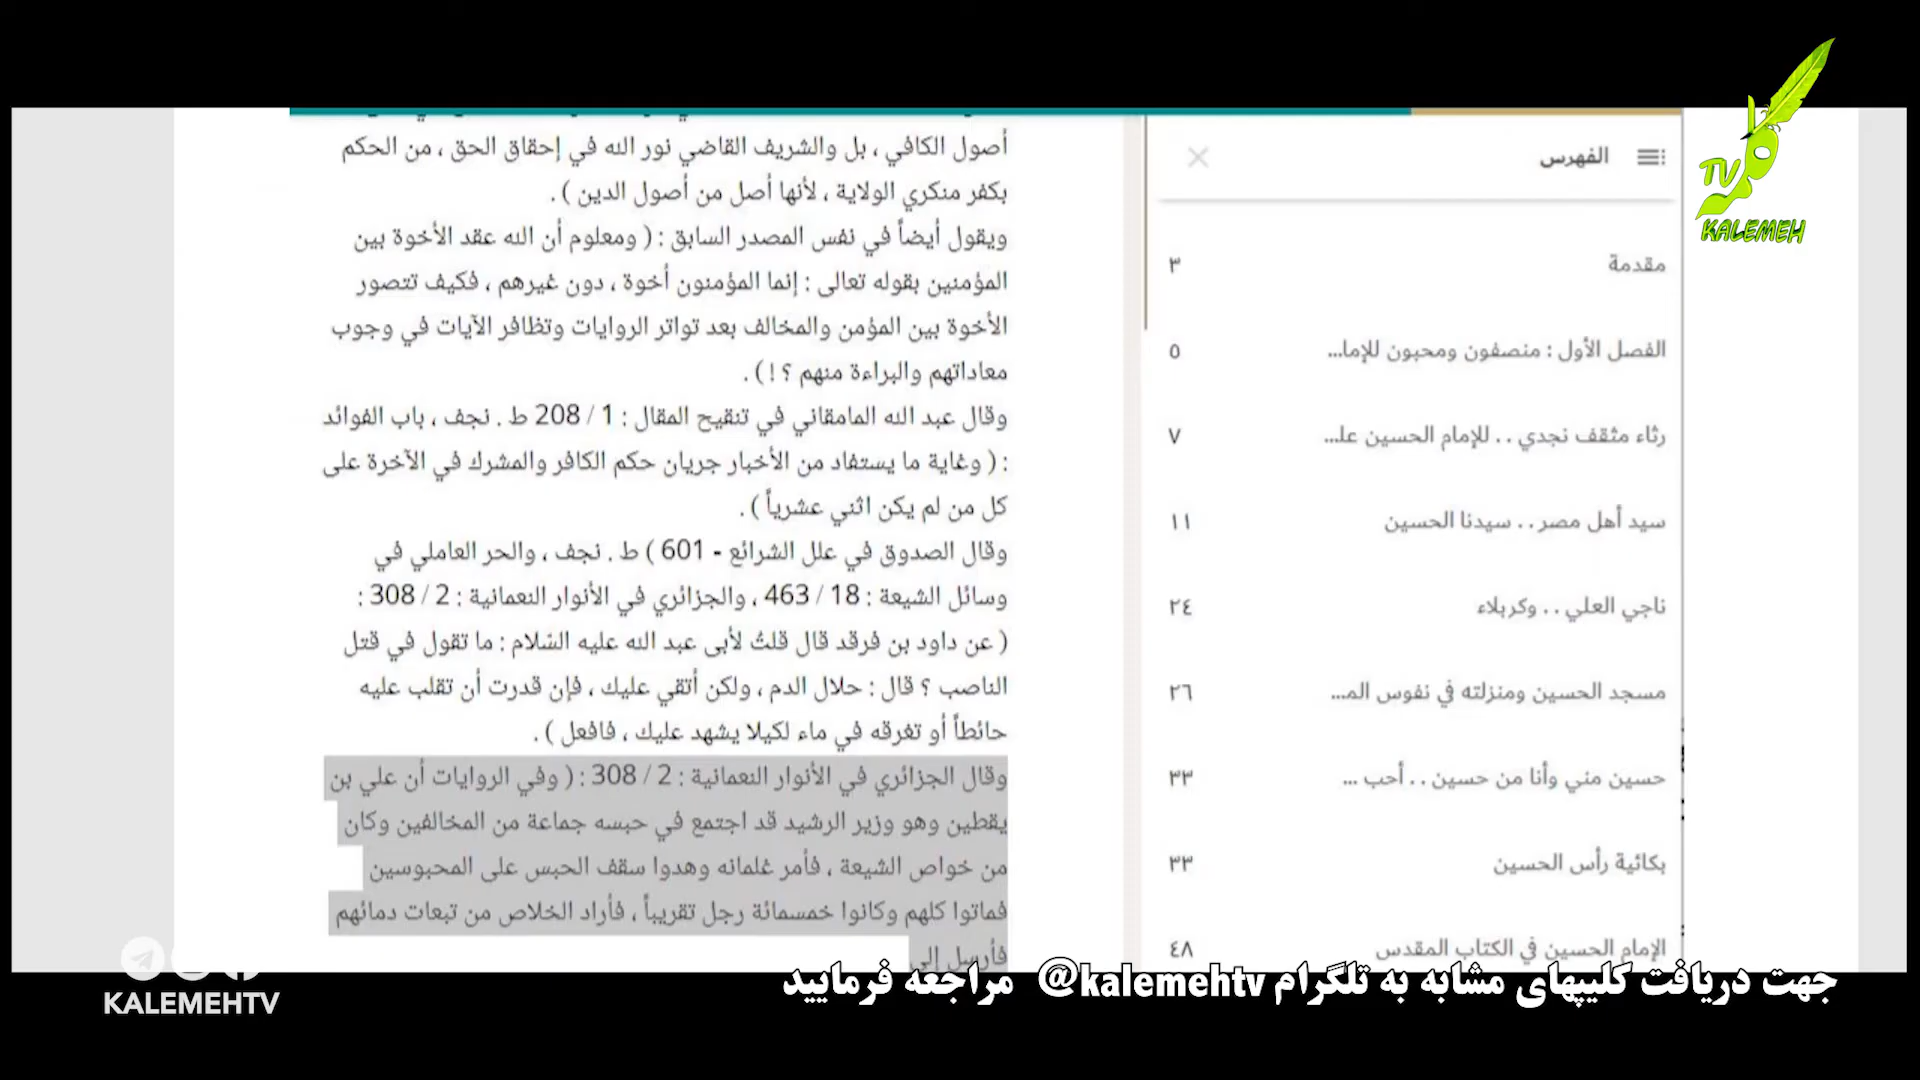 أصول الكافي ، بل والشريف القاضي نور الله في إحقاق الحق ، من الحكم
بكفر منكري الولاية ، لأنها أصل من أصول الدين ) .
ويقول أيضاً في نفس المصدر السابق : ( ومعلوم أن الله عقد الأخوة بين
المؤمنين بقوله تعالى : إنما المؤمنون أخوة ، دون غيرهم ، فكيف تتصور
الأخوة بين المؤمن والمخالف بعد تواتر الروايات وتظافر الآيات في وجوب
معاداتهم والبراءة منهم ؟ ! ) .
وقال عبد الله المامقاني في تنقيح المقال : 1 / 208 ط . نجف ، باب الفوائد
: ( وغاية ما يستفاد من الأخبار جريان حكم الكافر والمشرك في الآخرة على
كل من لم يكن اثني عشرياً ) .
وقال الصدوق في علل الشرائع - 601 ) ط . نجف ، والحر العاملي في
وسائل الشيعة : 18 / 463 ، والجزائري في الأنوار النعمانية : 2 / 308 :
( عن داود بن فرقد قال قلتُ لأبى عبد الله عليه السّلام : ما تقول في قتل
الناصب ؟ قال : حلال الدم ، ولكن أتقي عليك ، فإن قدرت أن تقلب عليه
حائطاً أو تغرقه في ماء لكيلا يشهد عليك ، فافعل ) .
وقال الجزائري في الأنوار النعمانية : 2 / 308 : ( وفي الروايات أن علي بن
يقطين وهو وزير الرشيد قد اجتمع في حبسه جماعة من المخالفين وكان
من خواص الشيعة ، فأمر غلمانه وهدوا سقف الحبس على المحبوسين
فماتوا كلهم وكانوا خمسمائة رجل تقريباً ، فأراد الخلاص من تبعات دمائهم
فأرسل إلى
الفهرس
مقدمة ٣
الفصل الأول : منصفون ومحبون للإما... ٥
رثاء مثقف نجدي . . للإمام الحسين علـ... ٧
سيد أهل مصر . . سيدنا الحسين ١١
ناجي العلي . . وكربلاء ٢٤
مسجد الحسين ومنزلته في نفوس المـ... ٢٦
حسين مني وأنا من حسين . . أحب ... ٣٣
بكائية رأس الحسين ٣٣
الإمام الحسين في الكتاب المقدس ٤٨
TV
KALEMEH
KALEMEHTV
جهت دریافت کلیپهای مشابه به تلگرام @kalemehtv مراجعه فرمایید